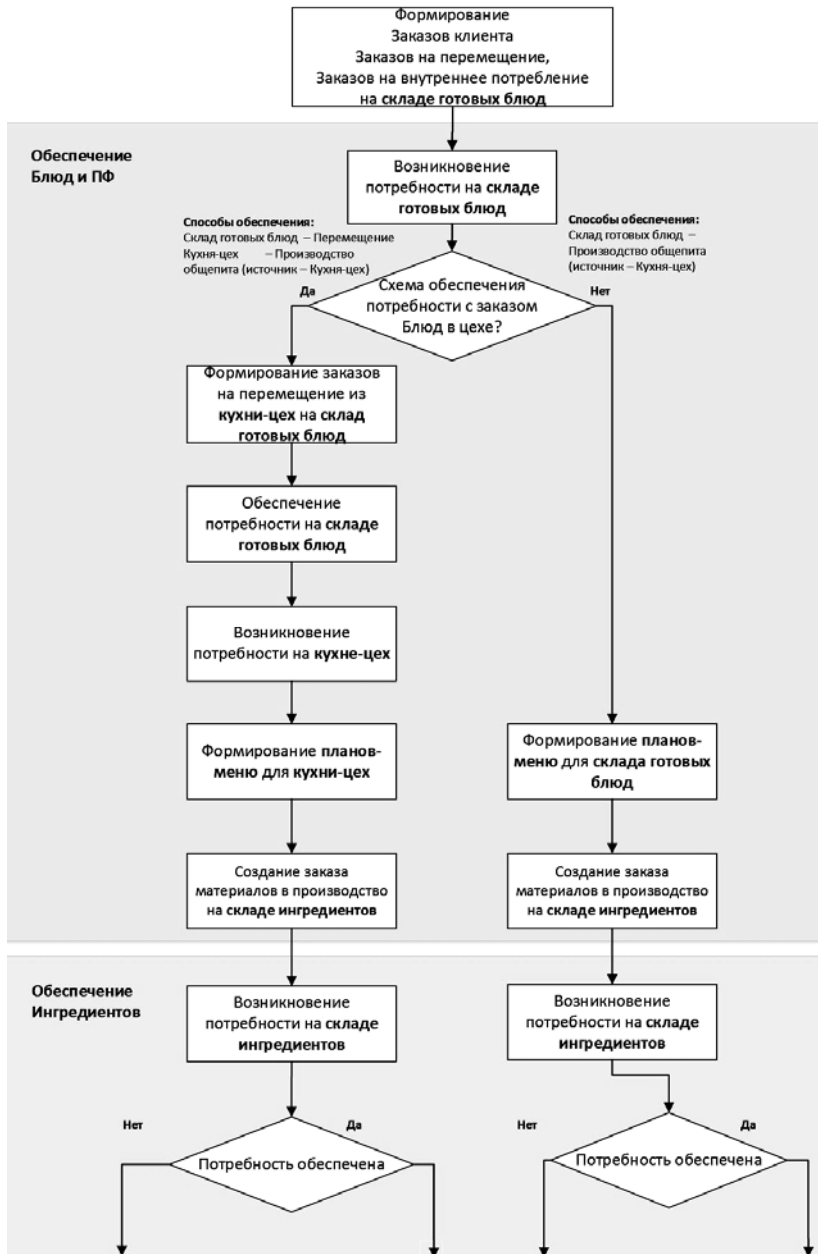 Формирование
Заказов клиента
Заказов на перемещение,
Заказов на внутреннее потребление
на складе готовых блюд
Обеспечение
Блюд и ПФ
Возникновение
потребности на складе
готовых блюд
Способы обеспечения:
Склад готовых блюд – Перемещение
Кухня-цех – Производство
общепита (источник – Кухня-цех)
Способы обеспечения:
Склад готовых блюд –
Производство общепита
(источник – Кухня-цех)
Схема обеспечения
потребности с заказом
Блюд в цехе?
Да
Нет
Формирование заказов
на перемещение из
кухни-цех на склад
готовых блюд
Обеспечение
потребности на складе
готовых блюд
Возникновение
потребности на кухне-цех
Формирование планов-
меню для кухни-цех
Формирование планов-
меню для склада готовых
блюд
Создание заказа
материалов в производство
на складе ингредиентов
Создание заказа
материалов в производство
на складе ингредиентов
Обеспечение
Ингредиентов
Возникновение
потребности на складе
ингредиентов
Возникновение
потребности на складе
ингредиентов
Нет
Да
Потребность обеспечена
Нет
Да
Потребность обеспечена